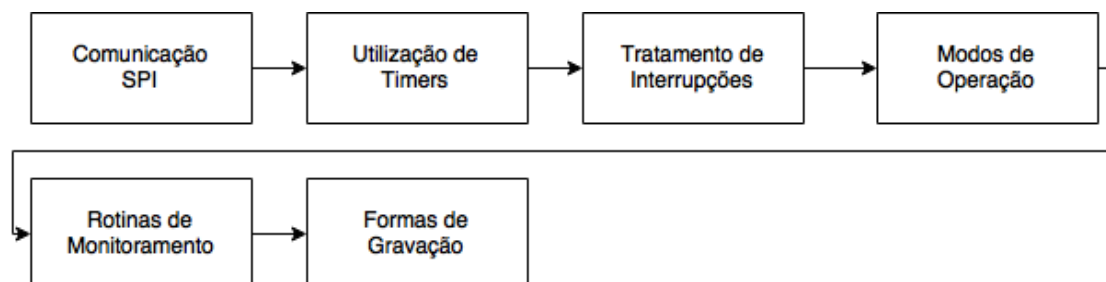 Comunicação
SPI
Utilização de
Timers
Tratamento de
Interrupções
Modos de
Operação
Rotinas de
Monitoramento
Formas de
Gravação